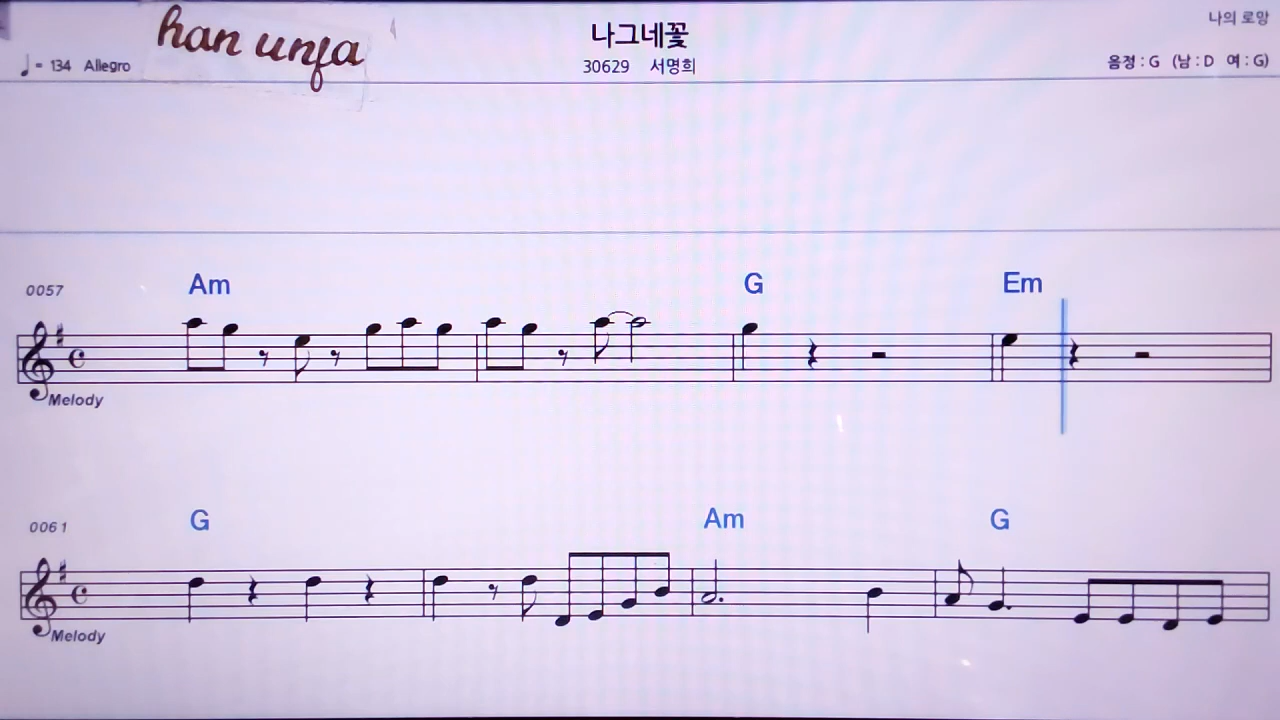 han unfa
나그네꽃
나의 로망
♩= 134 Allegro
30629 서명희
음정 : G (남 : D 여 : G)
0057
Am
G
Em
Melody
0061
G
Am
G
Melody